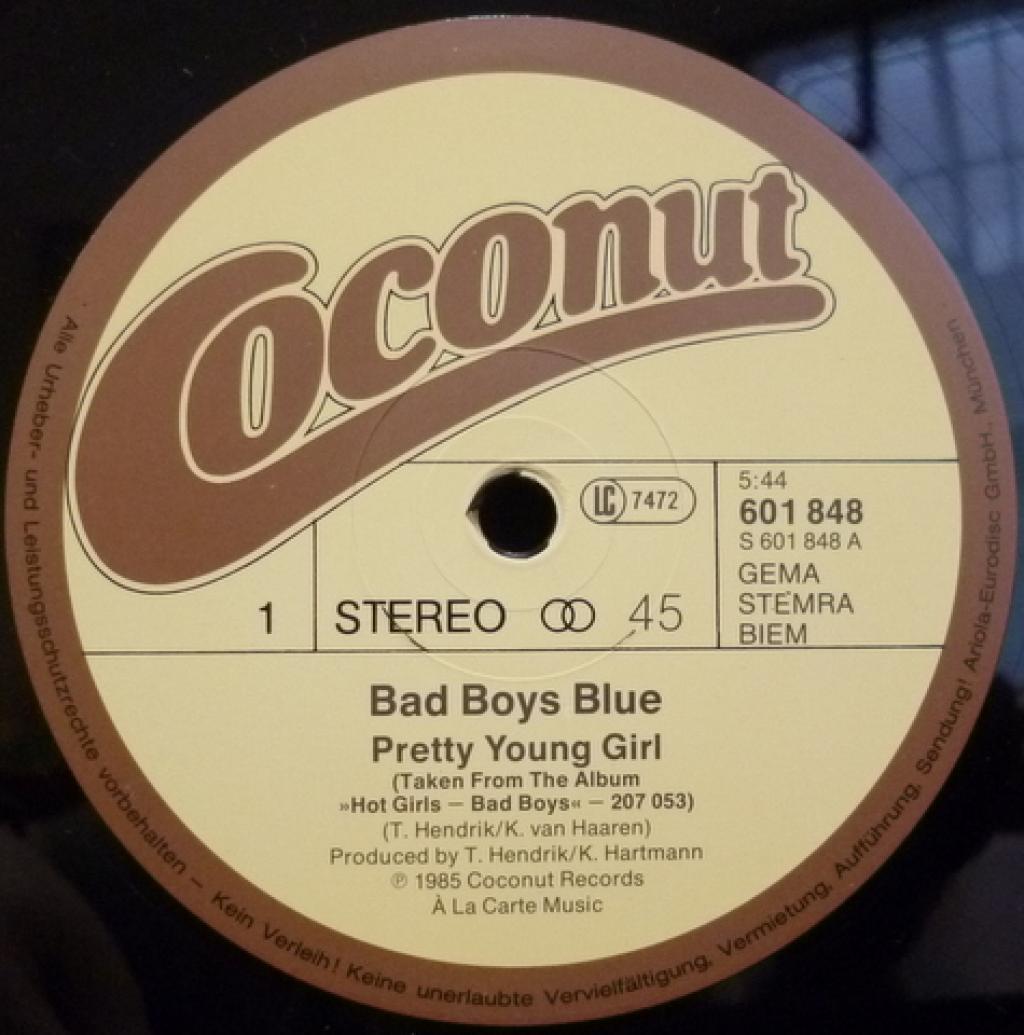 Coconut
LC 7472
5:44
601 848
S 601 848 A
GEMA
STEMRA
BIEM
1
STEREO 45
Bad Boys Blue
Pretty Young Girl
(Taken From The Album
»Hot Girls – Bad Boys« – 207 053)
(T. Hendrik/K. van Haaren)
Produced by T. Hendrik/K. Hartmann
℗ 1985 Coconut Records
À La Carte Music
Alle Urheber- und Leistungsschutzrechte vorbehalten – Kein Verleih! Keine unerlaubte Vervielfältigung, Vermietung, Aufführung, Sendung! Ariola-Eurodisc GmbH., München